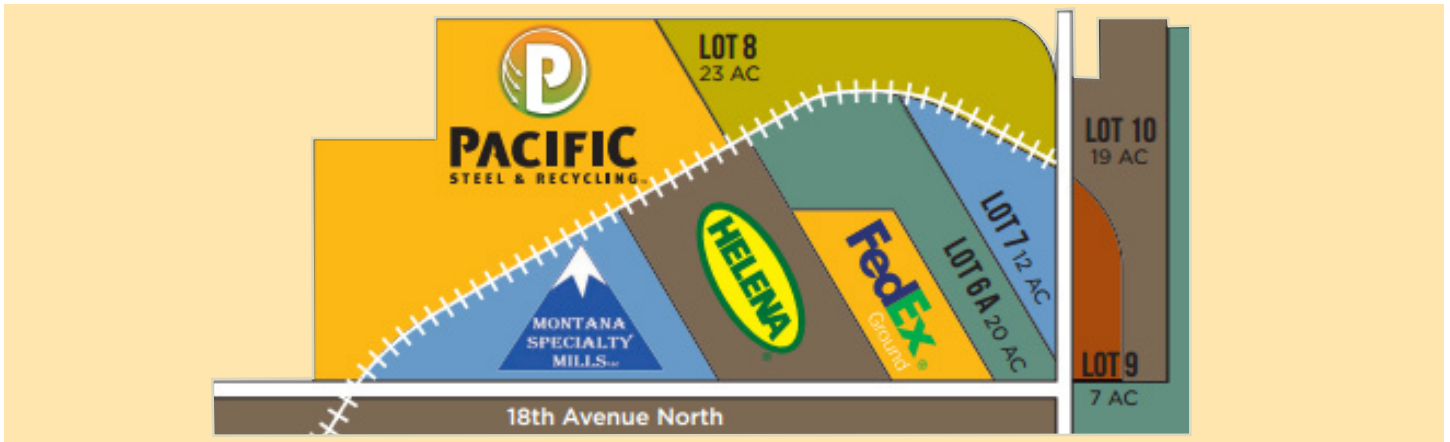 LOT 8
23 AC
P
PACIFIC
STEEL & RECYCLING
LOT 10
19 AC
LOT 7 12 AC
LOT 6A 20 AC
HELENA
FedEx
Ground
MONTANA
SPECIALTY
MILLS
LOT 9
7 AC
18th Avenue North